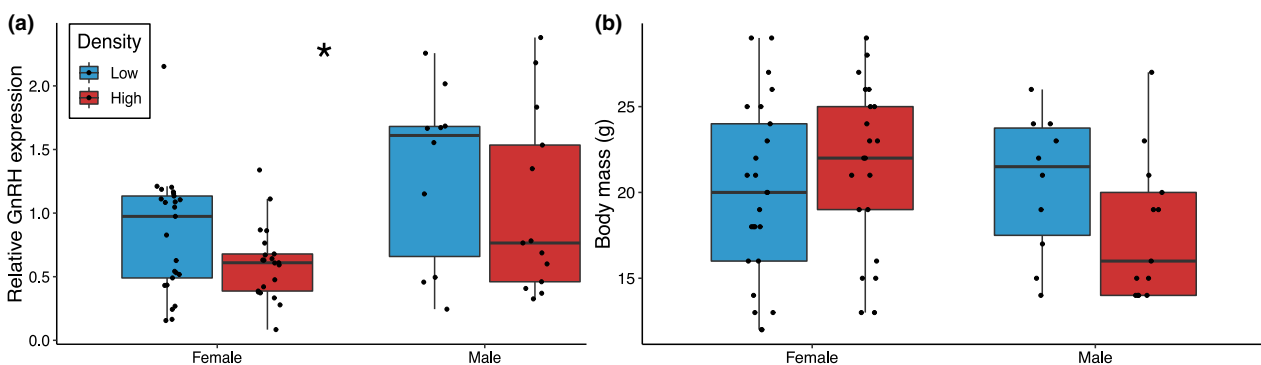 (a)
Density
Low
High
*
Relative GnRH expression
2.0
1.5
1.0
0.5
0.0
Female Male
(b)
Body mass (g)
25
20
15
Female Male